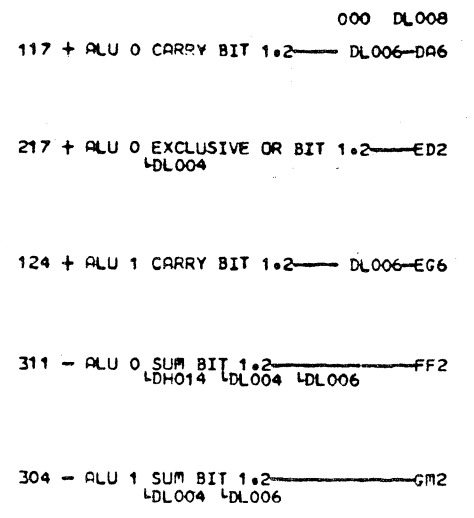 000 DL008
117 + ALU 0 CARRY BIT 1.2 DL006 DA6
217 + ALU 0 EXCLUSIVE OR BIT 1.2 ED2
DL004
124 + ALU 1 CARRY BIT 1.2 DL006 EG6
311 - ALU 0 SUM BIT 1.2 FF2
DH014 DL004 DL006
304 - ALU 1 SUM BIT 1.2 GM2
DL004 DL006